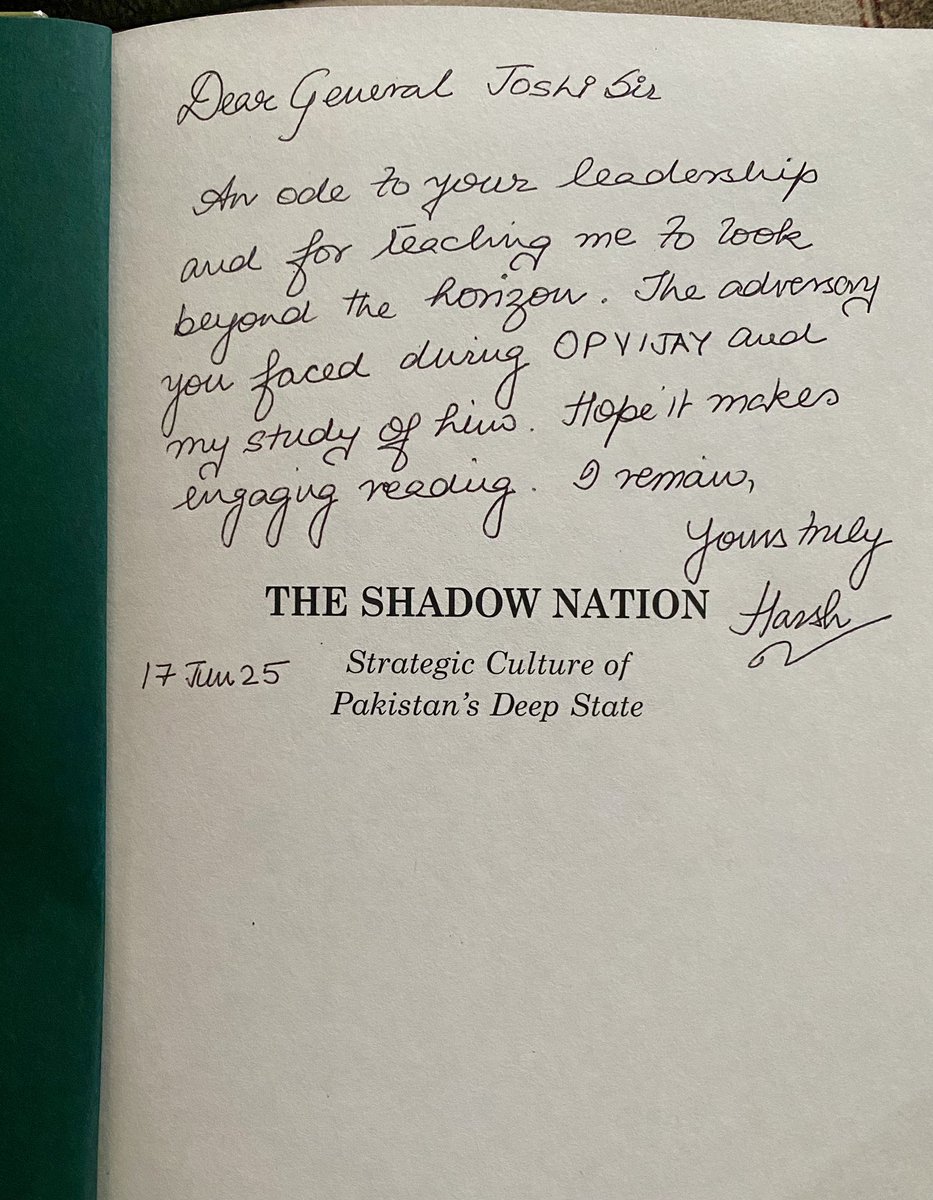 Dear General Joshi Sir
An ode to your leadership
and for teaching me to look
beyond the horizon. The adversary
you faced during OP VIJAY and
my study of him. Hope it makes
engaging reading. I remain,
Yours truly
Harsh
THE SHADOW NATION
17 Jun 25
Strategic Culture of
Pakistan's Deep State